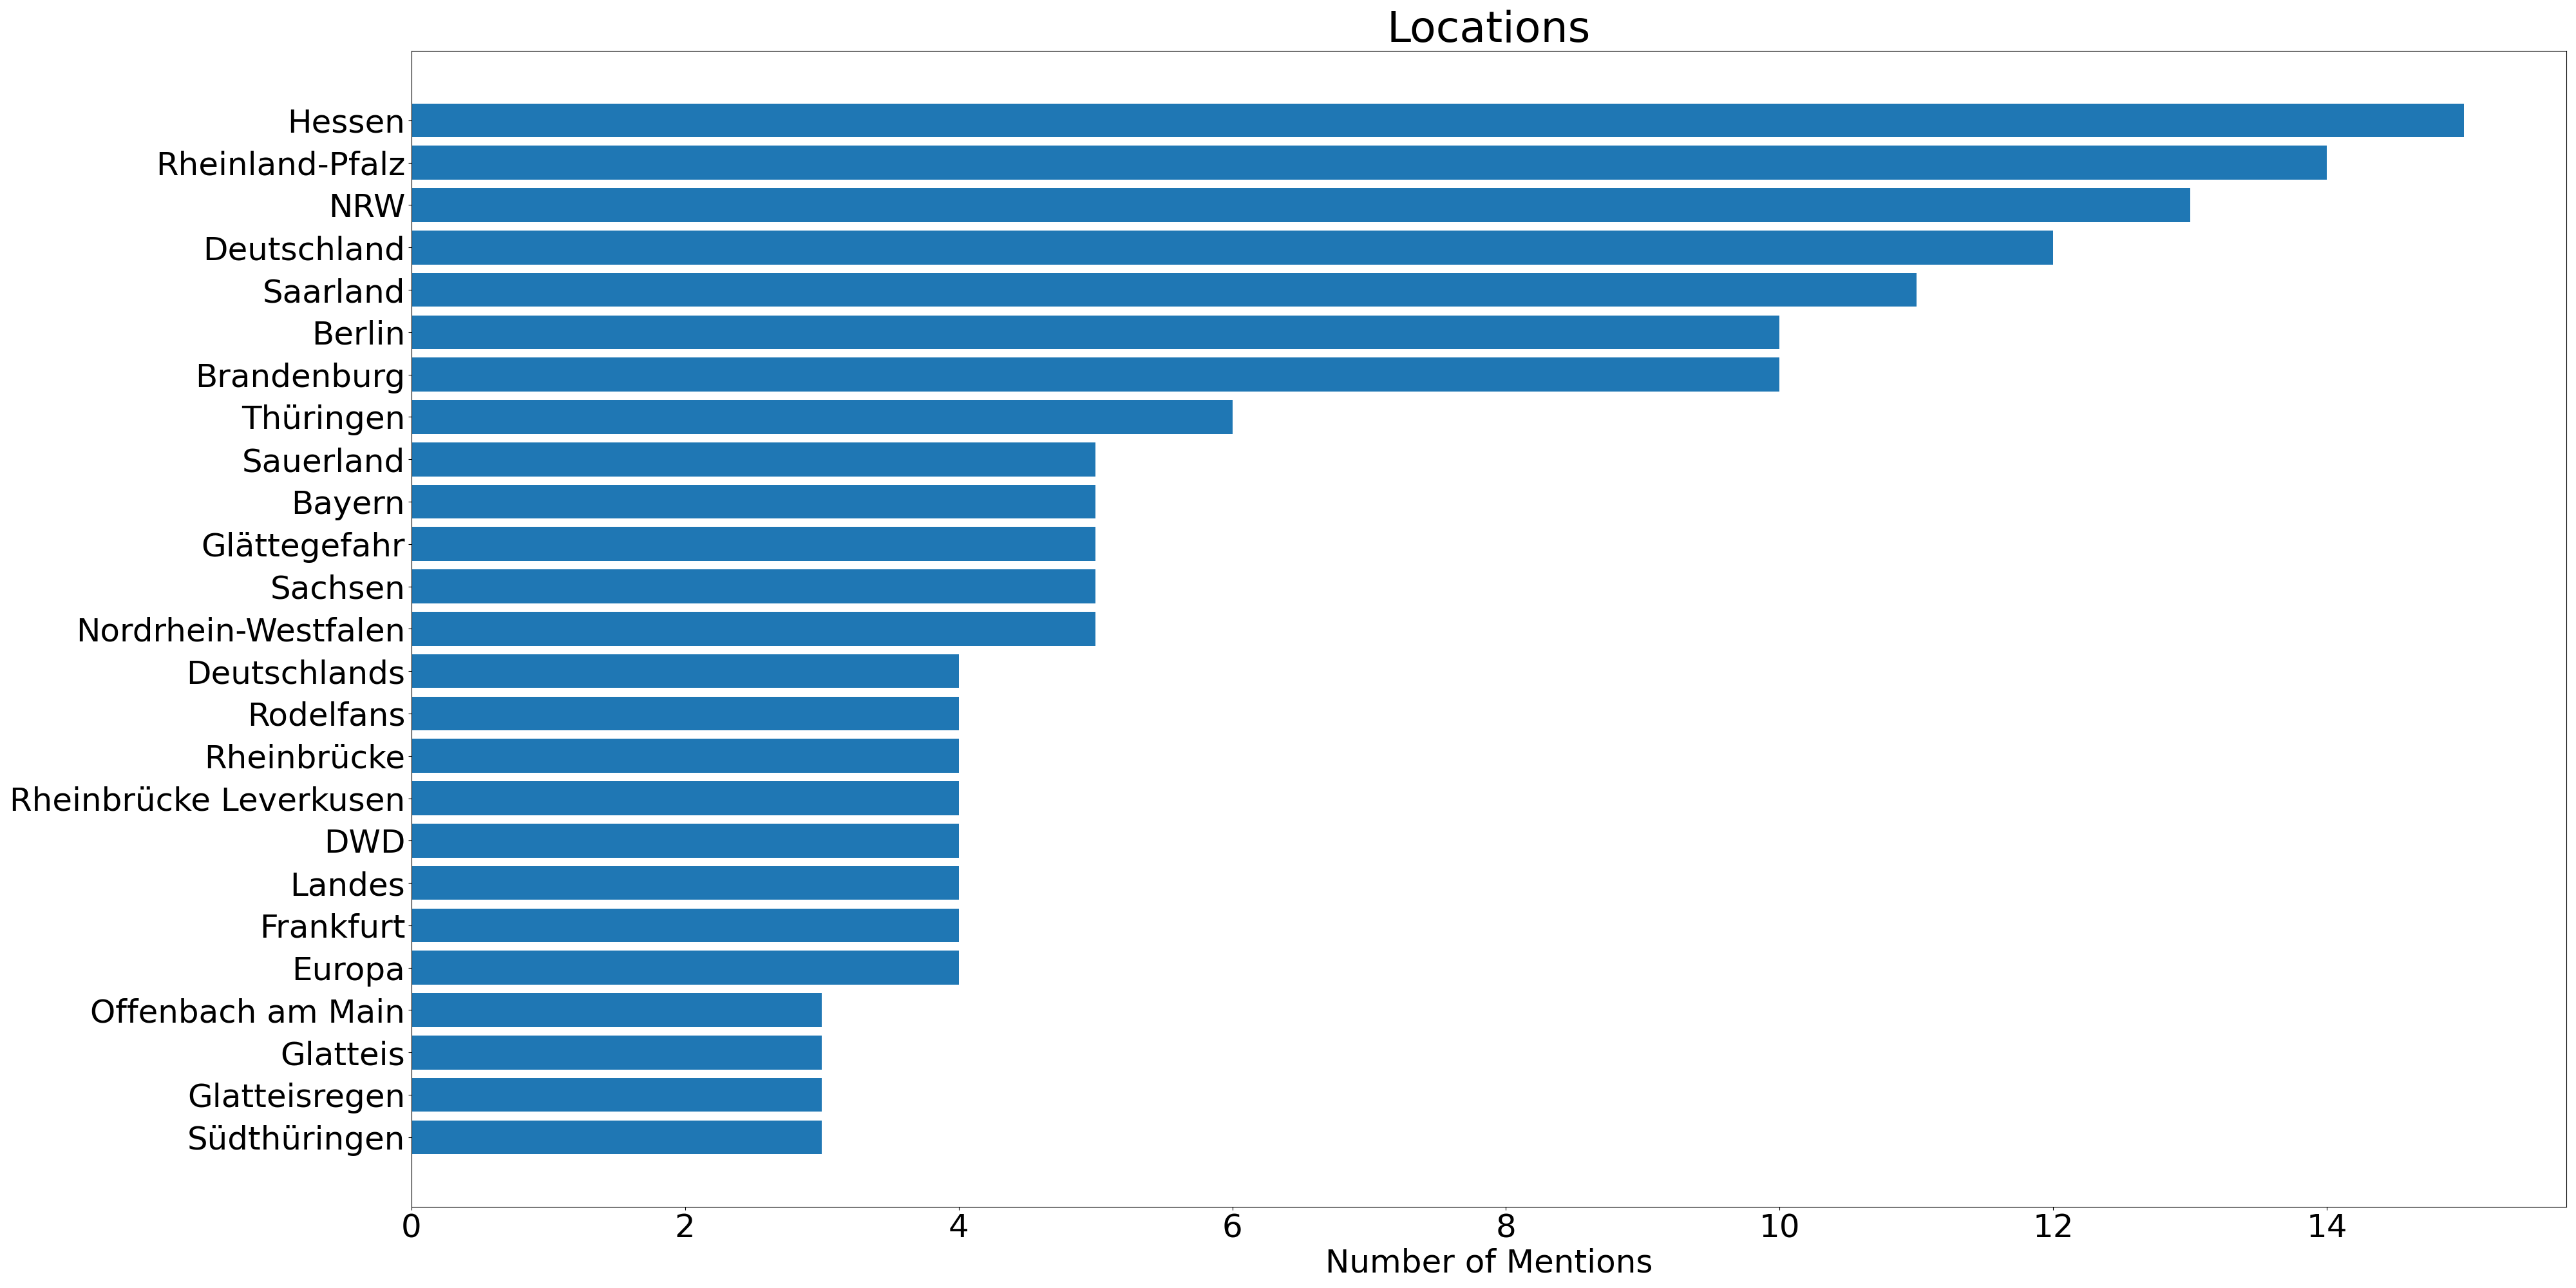 Locations
Hessen
Rheinland-Pfalz
NRW
Deutschland
Saarland
Berlin
Brandenburg
Thüringen
Sauerland
Bayern
Glättegefahr
Sachsen
Nordrhein-Westfalen
Deutschlands
Rodelfans
Rheinbrücke
Rheinbrücke Leverkusen
DWD
Landes
Frankfurt
Europa
Offenbach am Main
Glatteis
Glatteisregen
Südthüringen
0 2 4 6 8 10 12 14
Number of Mentions